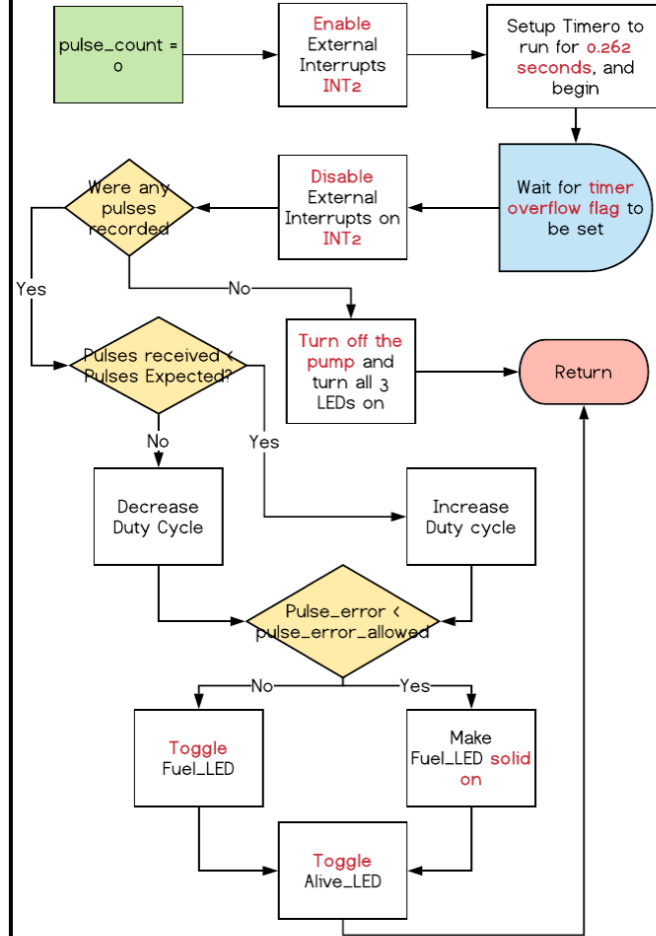 pulse_count =
0
Enable
External
Interrupts
INT2
Setup Timer0 to
run for 0.262
seconds, and
begin
Wait for timer
overflow flag to
be set
Disable
External
Interrupts on
INT2
Were any
pulses
recorded
Yes
No
Turn off the
pump and
turn all 3
LEDs on
Return
Pulses received <
Pulses Expected?
No
Yes
Decrease
Duty Cycle
Increase
Duty cycle
Pulse_error <
pulse_error_allowed
No
Yes
Toggle
Fuel_LED
Make
Fuel_LED solid
on
Toggle
Alive_LED